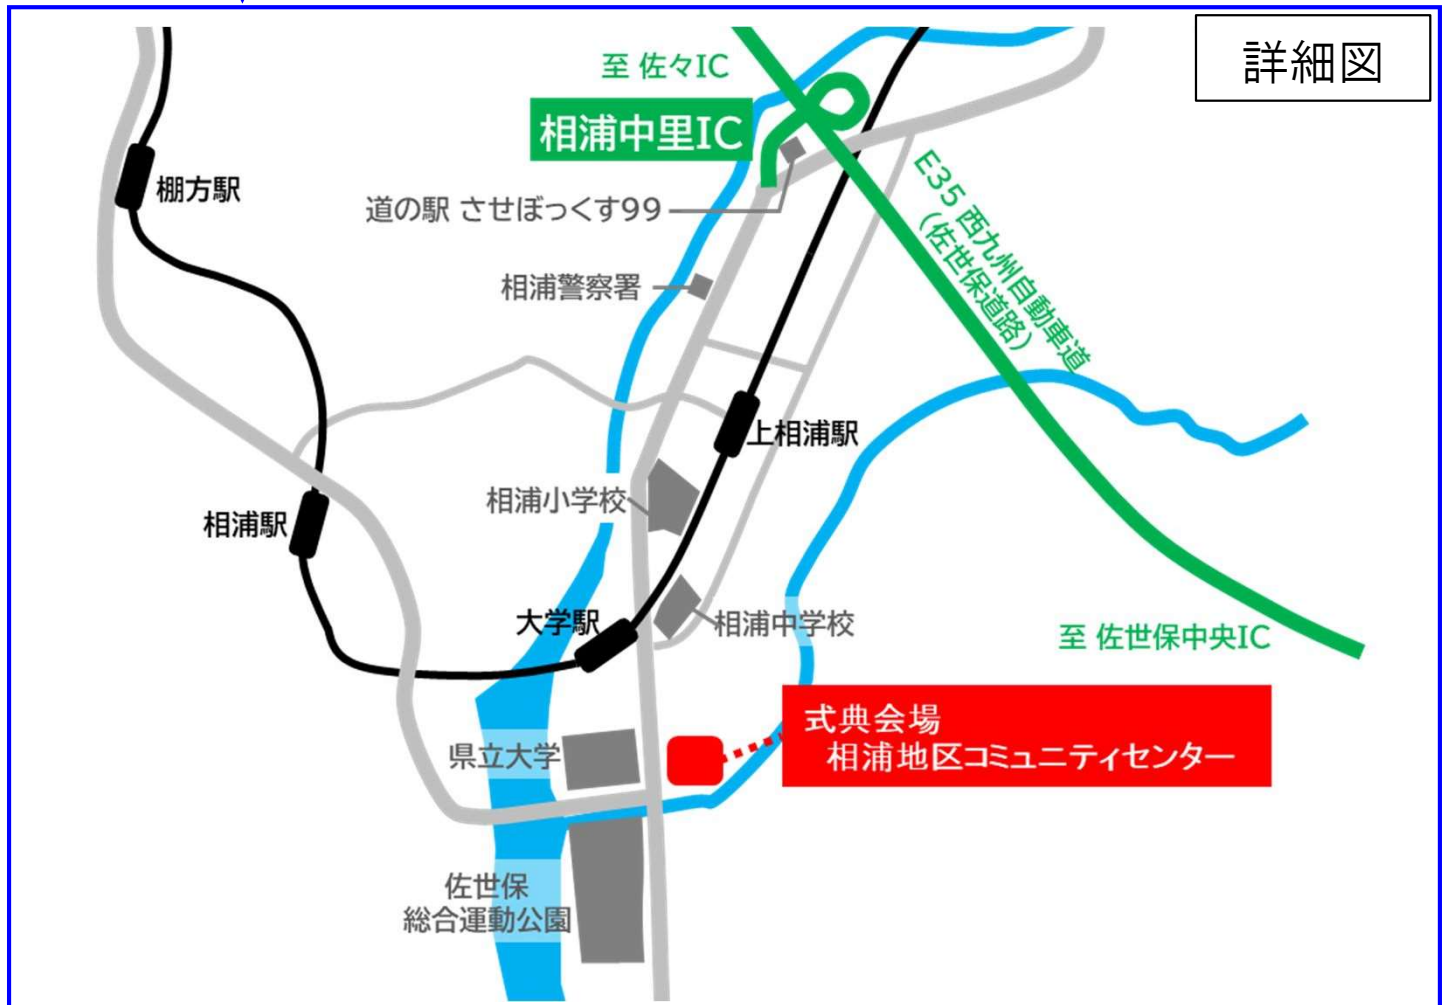 詳細図
至 佐々IC
相浦中里IC
棚方駅
道の駅 させぼっくす99
E35 西九州自動車道
(佐世保道路)
相浦警察署
上相浦駅
相浦小学校
相浦駅
大学駅
相浦中学校
至 佐世保中央IC
式典会場
相浦地区コミュニティセンター
県立大学
佐世保
総合運動公園